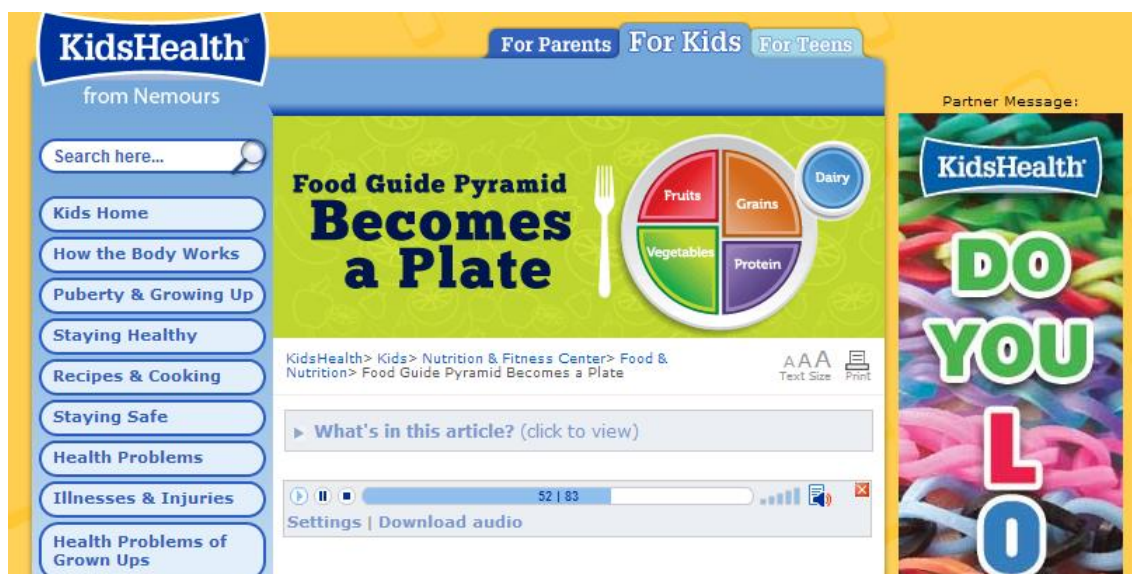 KidsHealth®
from Nemours
For Parents
For Kids
For Teens
Search here...
Kids Home
How the Body Works
Puberty & Growing Up
Staying Healthy
Recipes & Cooking
Staying Safe
Health Problems
Illnesses & Injuries
Health Problems of
Grown Ups
Food Guide Pyramid
Becomes
a Plate
Fruits
Grains
Dairy
Vegetables
Protein
KidsHealth> Kids> Nutrition & Fitness Center> Food &
Nutrition> Food Guide Pyramid Becomes a Plate
AAA
Text Size
Print
What's in this article? (click to view)
52 | 83
Settings | Download audio
Partner Message:
KidsHealth®
DO
YOU
L
O